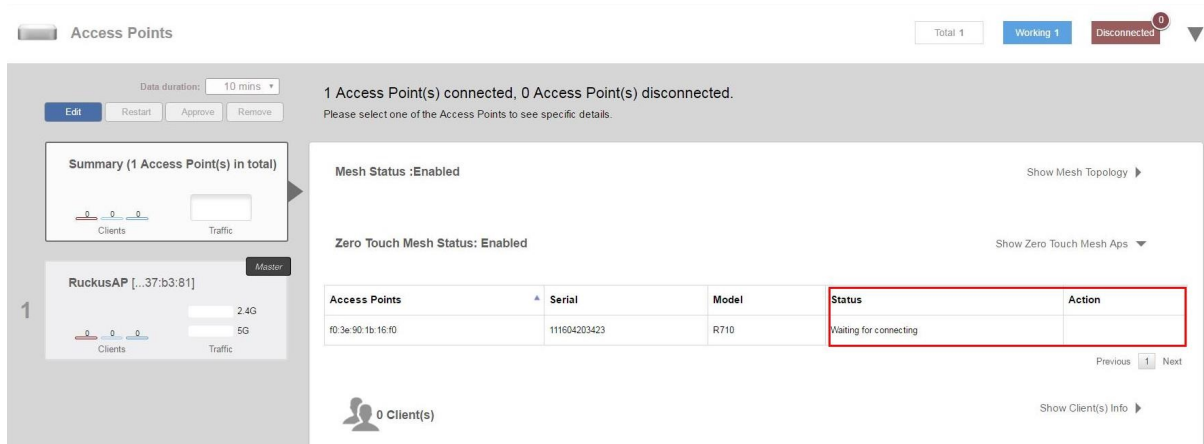 Access Points
Total 1
Working 1
Disconnected
0
Data duration: 10 mins
Edit Restart Approve Remove
1 Access Point(s) connected, 0 Access Point(s) disconnected.
Please select one of the Access Points to see specific details.
Summary (1 Access Point(s) in total)
0 0 0
Clients Traffic
Master
1
RuckusAP [...37:b3:81]
2.4G
5G
0 0 0
Clients Traffic
Mesh Status :Enabled
Show Mesh Topology
Zero Touch Mesh Status: Enabled
Show Zero Touch Mesh Aps
Access Points Serial Model Status Action
f0:3e:90:1b:16:f0 111604203423 R710 Waiting for connecting
Previous 1 Next
0 Client(s)
Show Client(s) Info